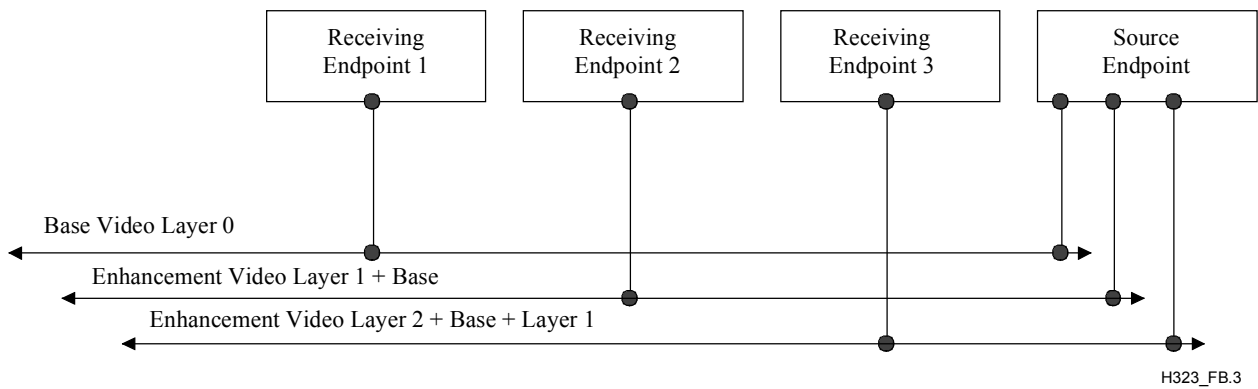 Receiving
Endpoint 1
Receiving
Endpoint 2
Receiving
Endpoint 3
Source
Endpoint
Base Video Layer 0
Enhancement Video Layer 1 + Base
Enhancement Video Layer 2 + Base + Layer 1
H323_FB.3